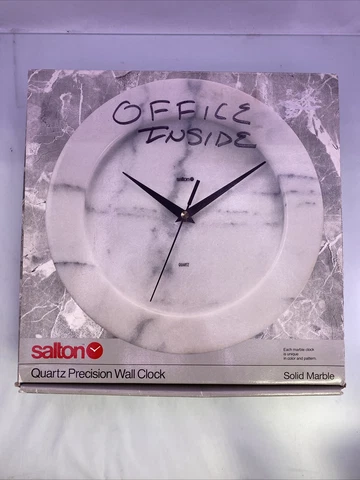 OFFICE
INSIDE
salton
QUARTZ
salton
Each marble clock
is unique
in color and pattern.
Quartz Precision Wall Clock
Solid Marble